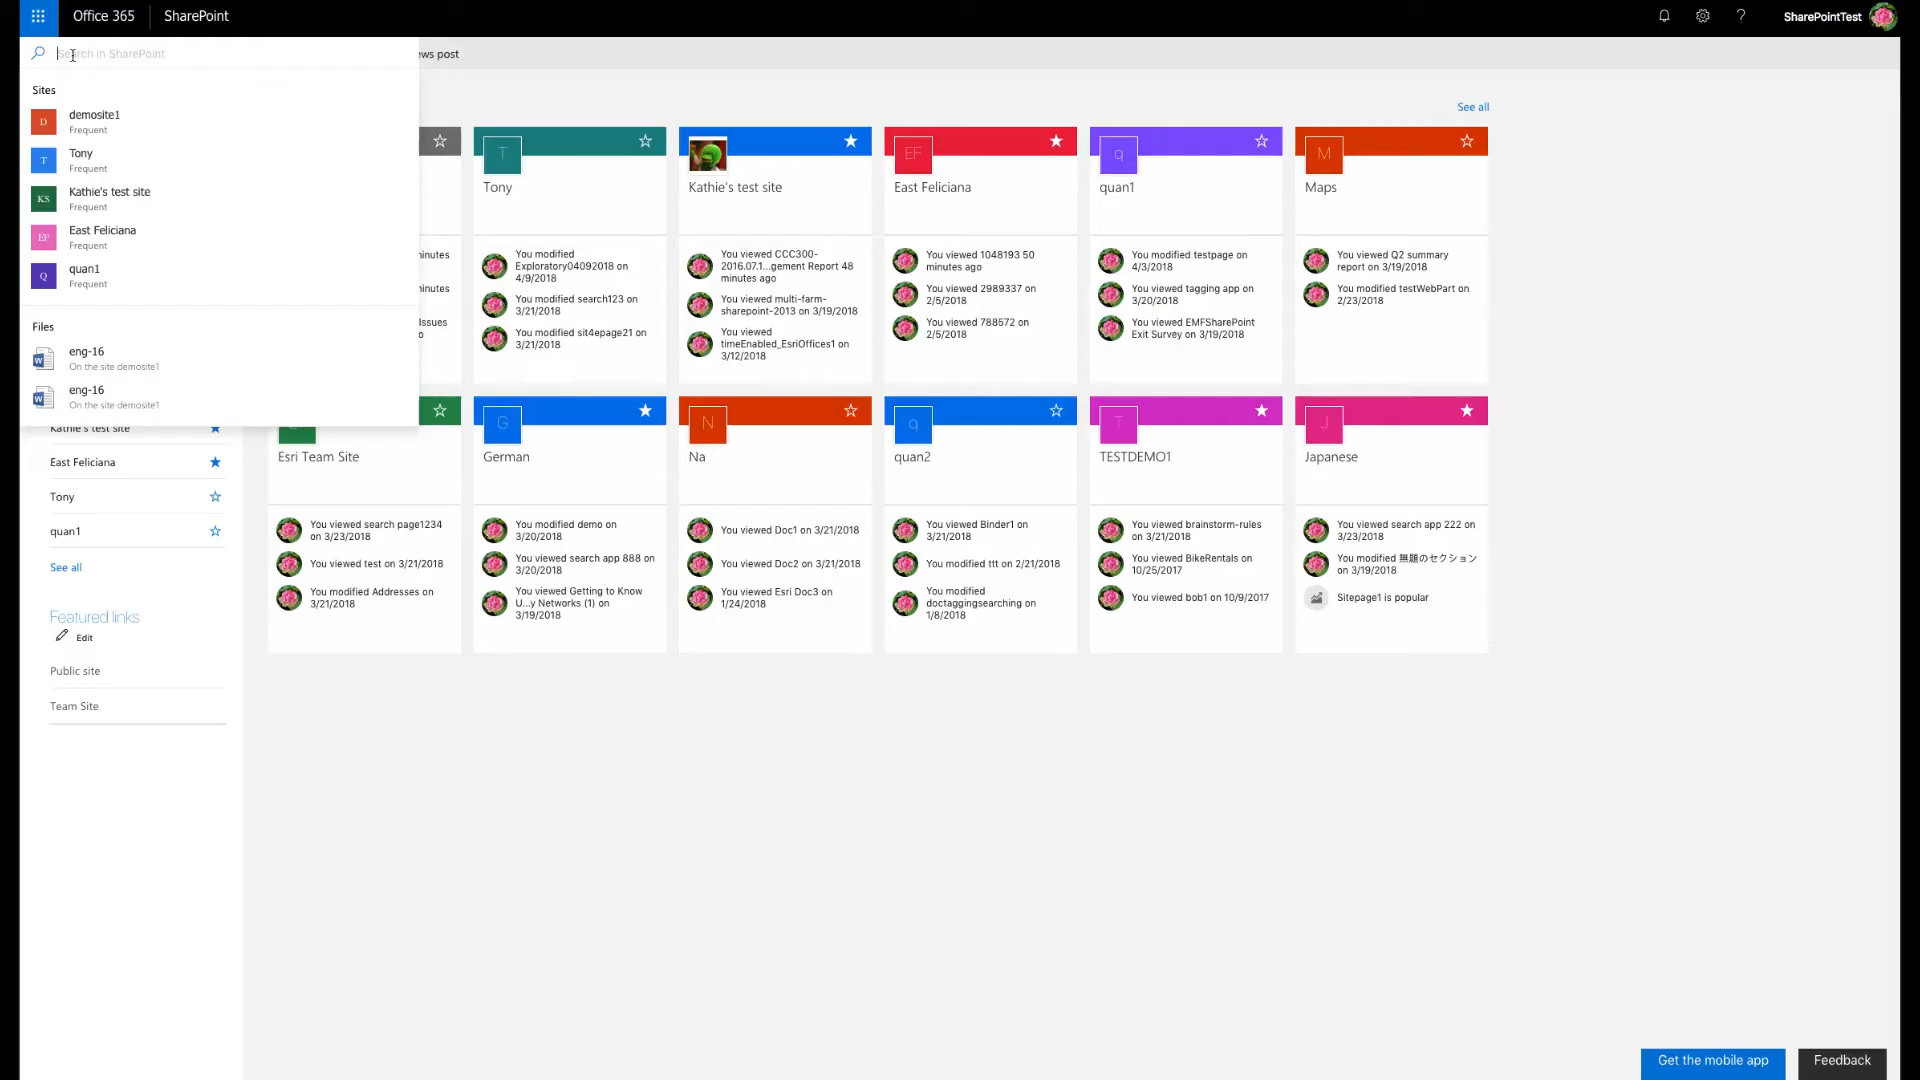 Office 365 SharePoint ? SharePointTest
Search in SharePoint
ews post
Sites
D demosite1
Frequent
T Tony
Frequent
KS Kathie's test site
Frequent
EF East Feliciana
Frequent
Q quan1
Frequent
Files
eng-16
On the site demosite1
eng-16
On the site demosite1
Kathie's test site
East Feliciana
Tony
quan1
See all
Featured links
Edit
Public site
Team Site
See all
inutes
inutes
Issues
o
T
Tony
You modified
Exploratory04092018 on
4/9/2018
You modified search123 on
3/21/2018
You modified sit4epage21 on
3/21/2018
Kathie's test site
You viewed CCC300-
2016.07.1...gement Report 48
minutes ago
You viewed multi-farm-
sharepoint-2013 on 3/19/2018
You viewed
timeEnabled_EsriOffices1 on
3/12/2018
EF
East Feliciana
You viewed 1048193 50
minutes ago
You viewed 2989337 on
2/5/2018
You viewed 788572 on
2/5/2018
q
quan1
You modified testpage on
4/3/2018
You viewed tagging app on
3/20/2018
You viewed EMFSharePoint
Exit Survey on 3/19/2018
M
Maps
You viewed Q2 summary
report on 3/19/2018
You modified testWebPart on
2/23/2018
Esri Team Site
You viewed search page1234
on 3/23/2018
You viewed test on 3/21/2018
You modified Addresses on
3/21/2018
G
German
You modified demo on
3/20/2018
You viewed search app 888 on
3/20/2018
You viewed Getting to Know
U...y Networks (1) on
3/19/2018
N
Na
You viewed Doc1 on 3/21/2018
You viewed Doc2 on 3/21/2018
You viewed Esri Doc3 on
1/24/2018
q
quan2
You viewed Binder1 on
3/21/2018
You modified ttt on 2/21/2018
You modified
doctaggingsearching on
1/8/2018
T
TESTDEMO1
You viewed brainstorm-rules
on 3/21/2018
You viewed BikeRentals on
10/25/2017
You viewed bob1 on 10/9/2017
J
Japanese
You viewed search app 222 on
3/23/2018
You modified 無題のセクション
on 3/19/2018
Sitepage1 is popular
Get the mobile app
Feedback